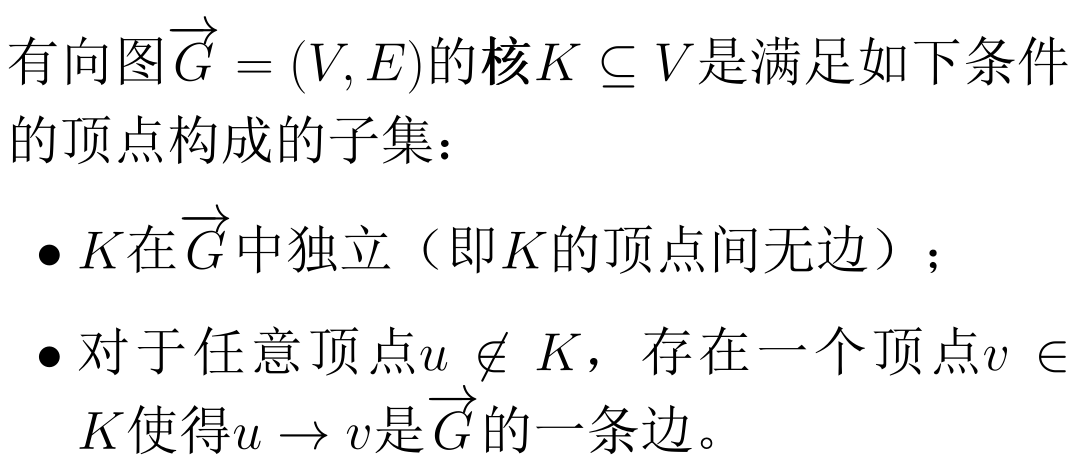 有向图$\overrightarrow{G} = (V, E)$的核$K \subseteq V$是满足如下条件
的顶点构成的子集：
• $K$在$\overrightarrow{G}$中独立（即$K$的顶点间无边）；
• 对于任意顶点$u \notin K$，存在一个顶点$v \in$
$K$使得$u \to v$是$\overrightarrow{G}$的一条边。